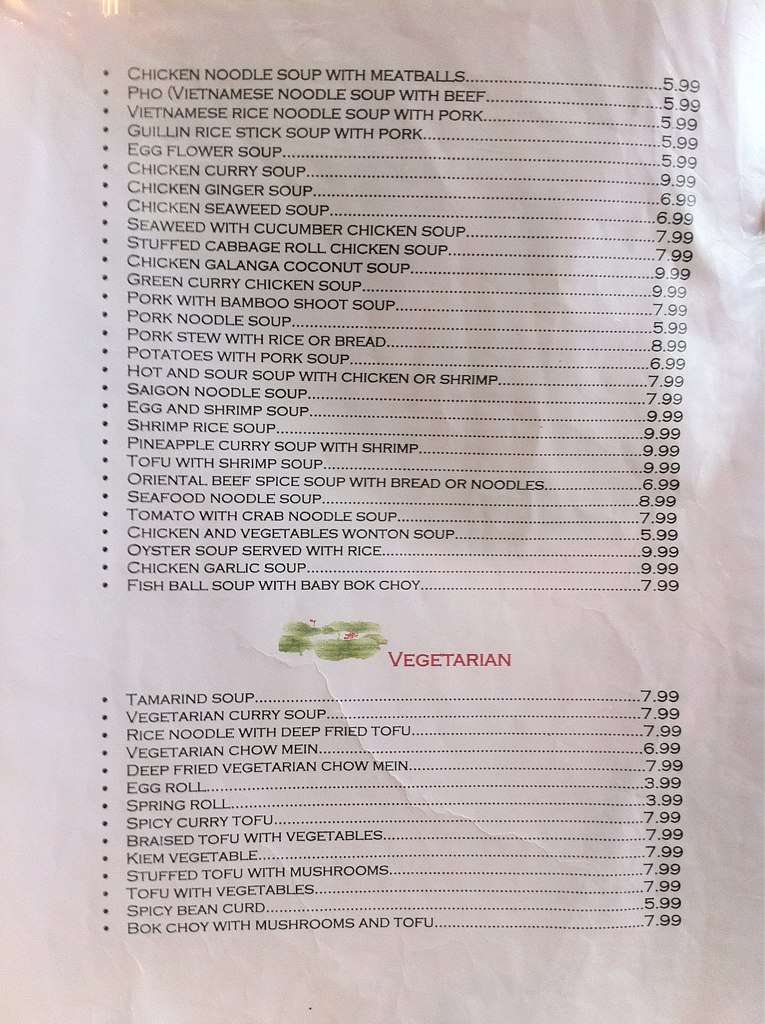 • Chicken noodle soup with meatballs..............................5.99
• Pho (Vietnamese noodle soup with beef..............................5.99
• Vietnamese rice noodle soup with pork..............................5.99
• Guillin rice stick soup with pork..............................5.99
• Egg flower soup..............................5.99
• Chicken curry soup..............................9.99
• Chicken ginger soup..............................6.99
• Chicken seaweed soup..............................6.99
• Seaweed with cucumber chicken soup..............................7.99
• Stuffed cabbage roll chicken soup..............................7.99
• Chicken galanga coconut soup..............................9.99
• Green curry chicken soup..............................9.99
• Pork with bamboo shoot soup..............................7.99
• Pork noodle soup..............................5.99
• Pork stew with rice or bread..............................8.99
• Potatoes with pork soup..............................6.99
• Hot and sour soup with chicken or shrimp..............................7.99
• Saigon noodle soup..............................7.99
• Egg and shrimp soup..............................9.99
• Shrimp rice soup..............................9.99
• Pineapple curry soup with shrimp..............................9.99
• Tofu with shrimp soup..............................9.99
• Oriental beef spice soup with bread or noodles..............................6.99
• Seafood noodle soup..............................8.99
• Tomato with crab noodle soup..............................7.99
• Chicken and vegetables wonton soup..............................5.99
• Oyster soup served with rice..............................9.99
• Chicken garlic soup..............................9.99
• Fish ball soup with baby bok choy..............................7.99
Vegetarian
• Tamarind soup..............................7.99
• Vegetarian curry soup..............................7.99
• Rice noodle with deep fried tofu..............................7.99
• Vegetarian chow mein..............................6.99
• Deep fried vegetarian chow mein..............................7.99
• Egg roll..............................3.99
• Spring roll..............................3.99
• Spicy curry tofu..............................7.99
• Braised tofu with vegetables..............................7.99
• Kiem vegetable..............................7.99
• Stuffed tofu with mushrooms..............................7.99
• Tofu with vegetables..............................7.99
• Spicy bean curd..............................5.99
• Bok choy with mushrooms and tofu..............................7.99